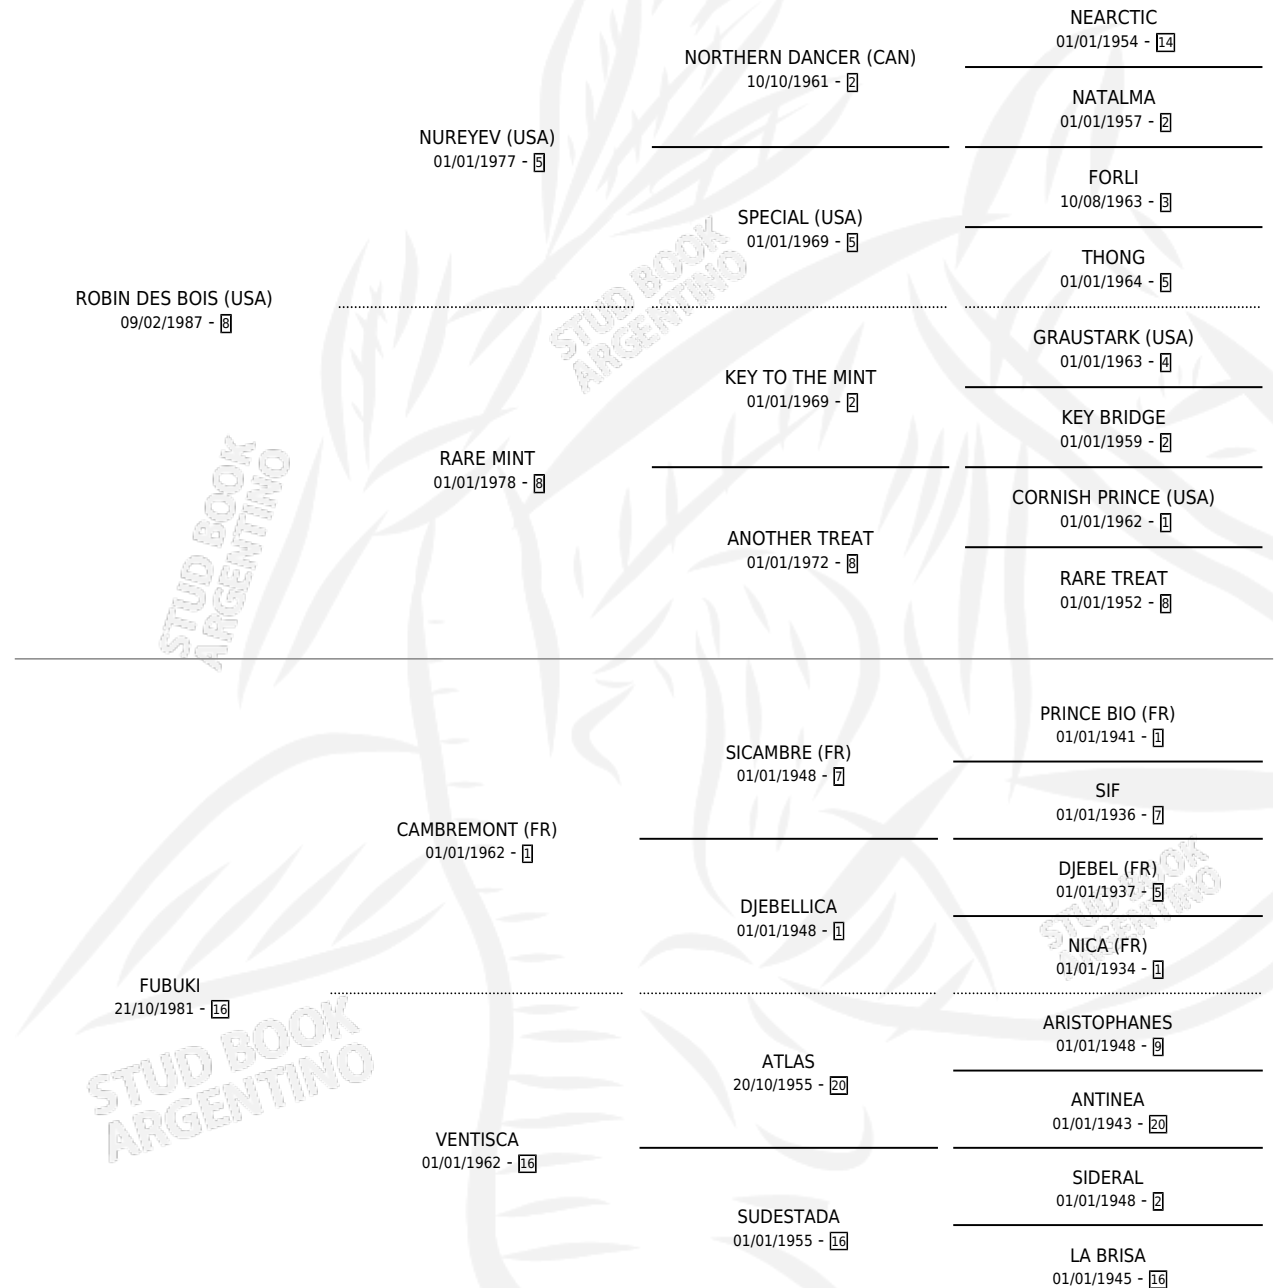 NEARCTIC
01/01/1954 - 14
NORTHERN DANCER (CAN)
10/10/1961 - 2
NATALMA
01/01/1957 - 2
NUREYEV (USA)
01/01/1977 - 5
FORLI
10/08/1963 - 3
SPECIAL (USA)
01/01/1969 - 5
THONG
01/01/1964 - 5
ROBIN DES BOIS (USA)
09/02/1987 - 8
GRAUSTARK (USA)
01/01/1963 - 4
KEY TO THE MINT
01/01/1969 - 2
KEY BRIDGE
01/01/1959 - 2
RARE MINT
01/01/1978 - 8
CORNISH PRINCE (USA)
01/01/1962 - 1
ANOTHER TREAT
01/01/1972 - 8
RARE TREAT
01/01/1952 - 8
STUD BOOK
ARGENTINO
STUD BOOK
ARGENTINO
PRINCE BIO (FR)
01/01/1941 - 1
SICAMBRE (FR)
01/01/1948 - 7
SIF
01/01/1936 - 7
CAMBREMONT (FR)
01/01/1962 - 1
DJEBEL (FR)
01/01/1937 - 5
DJEBELLICA
01/01/1948 - 1
NICA (FR)
01/01/1934 - 1
STUD BOOK
ARGENTINO
FUBUKI
21/10/1981 - 16
ARISTOPHANES
01/01/1948 - 9
ATLAS
20/10/1955 - 20
ANTINEA
01/01/1943 - 20
STUD BOOK
ARGENTINO
VENTISCA
01/01/1962 - 16
SIDERAL
01/01/1948 - 2
SUDESTADA
01/01/1955 - 16
LA BRISA
01/01/1945 - 16